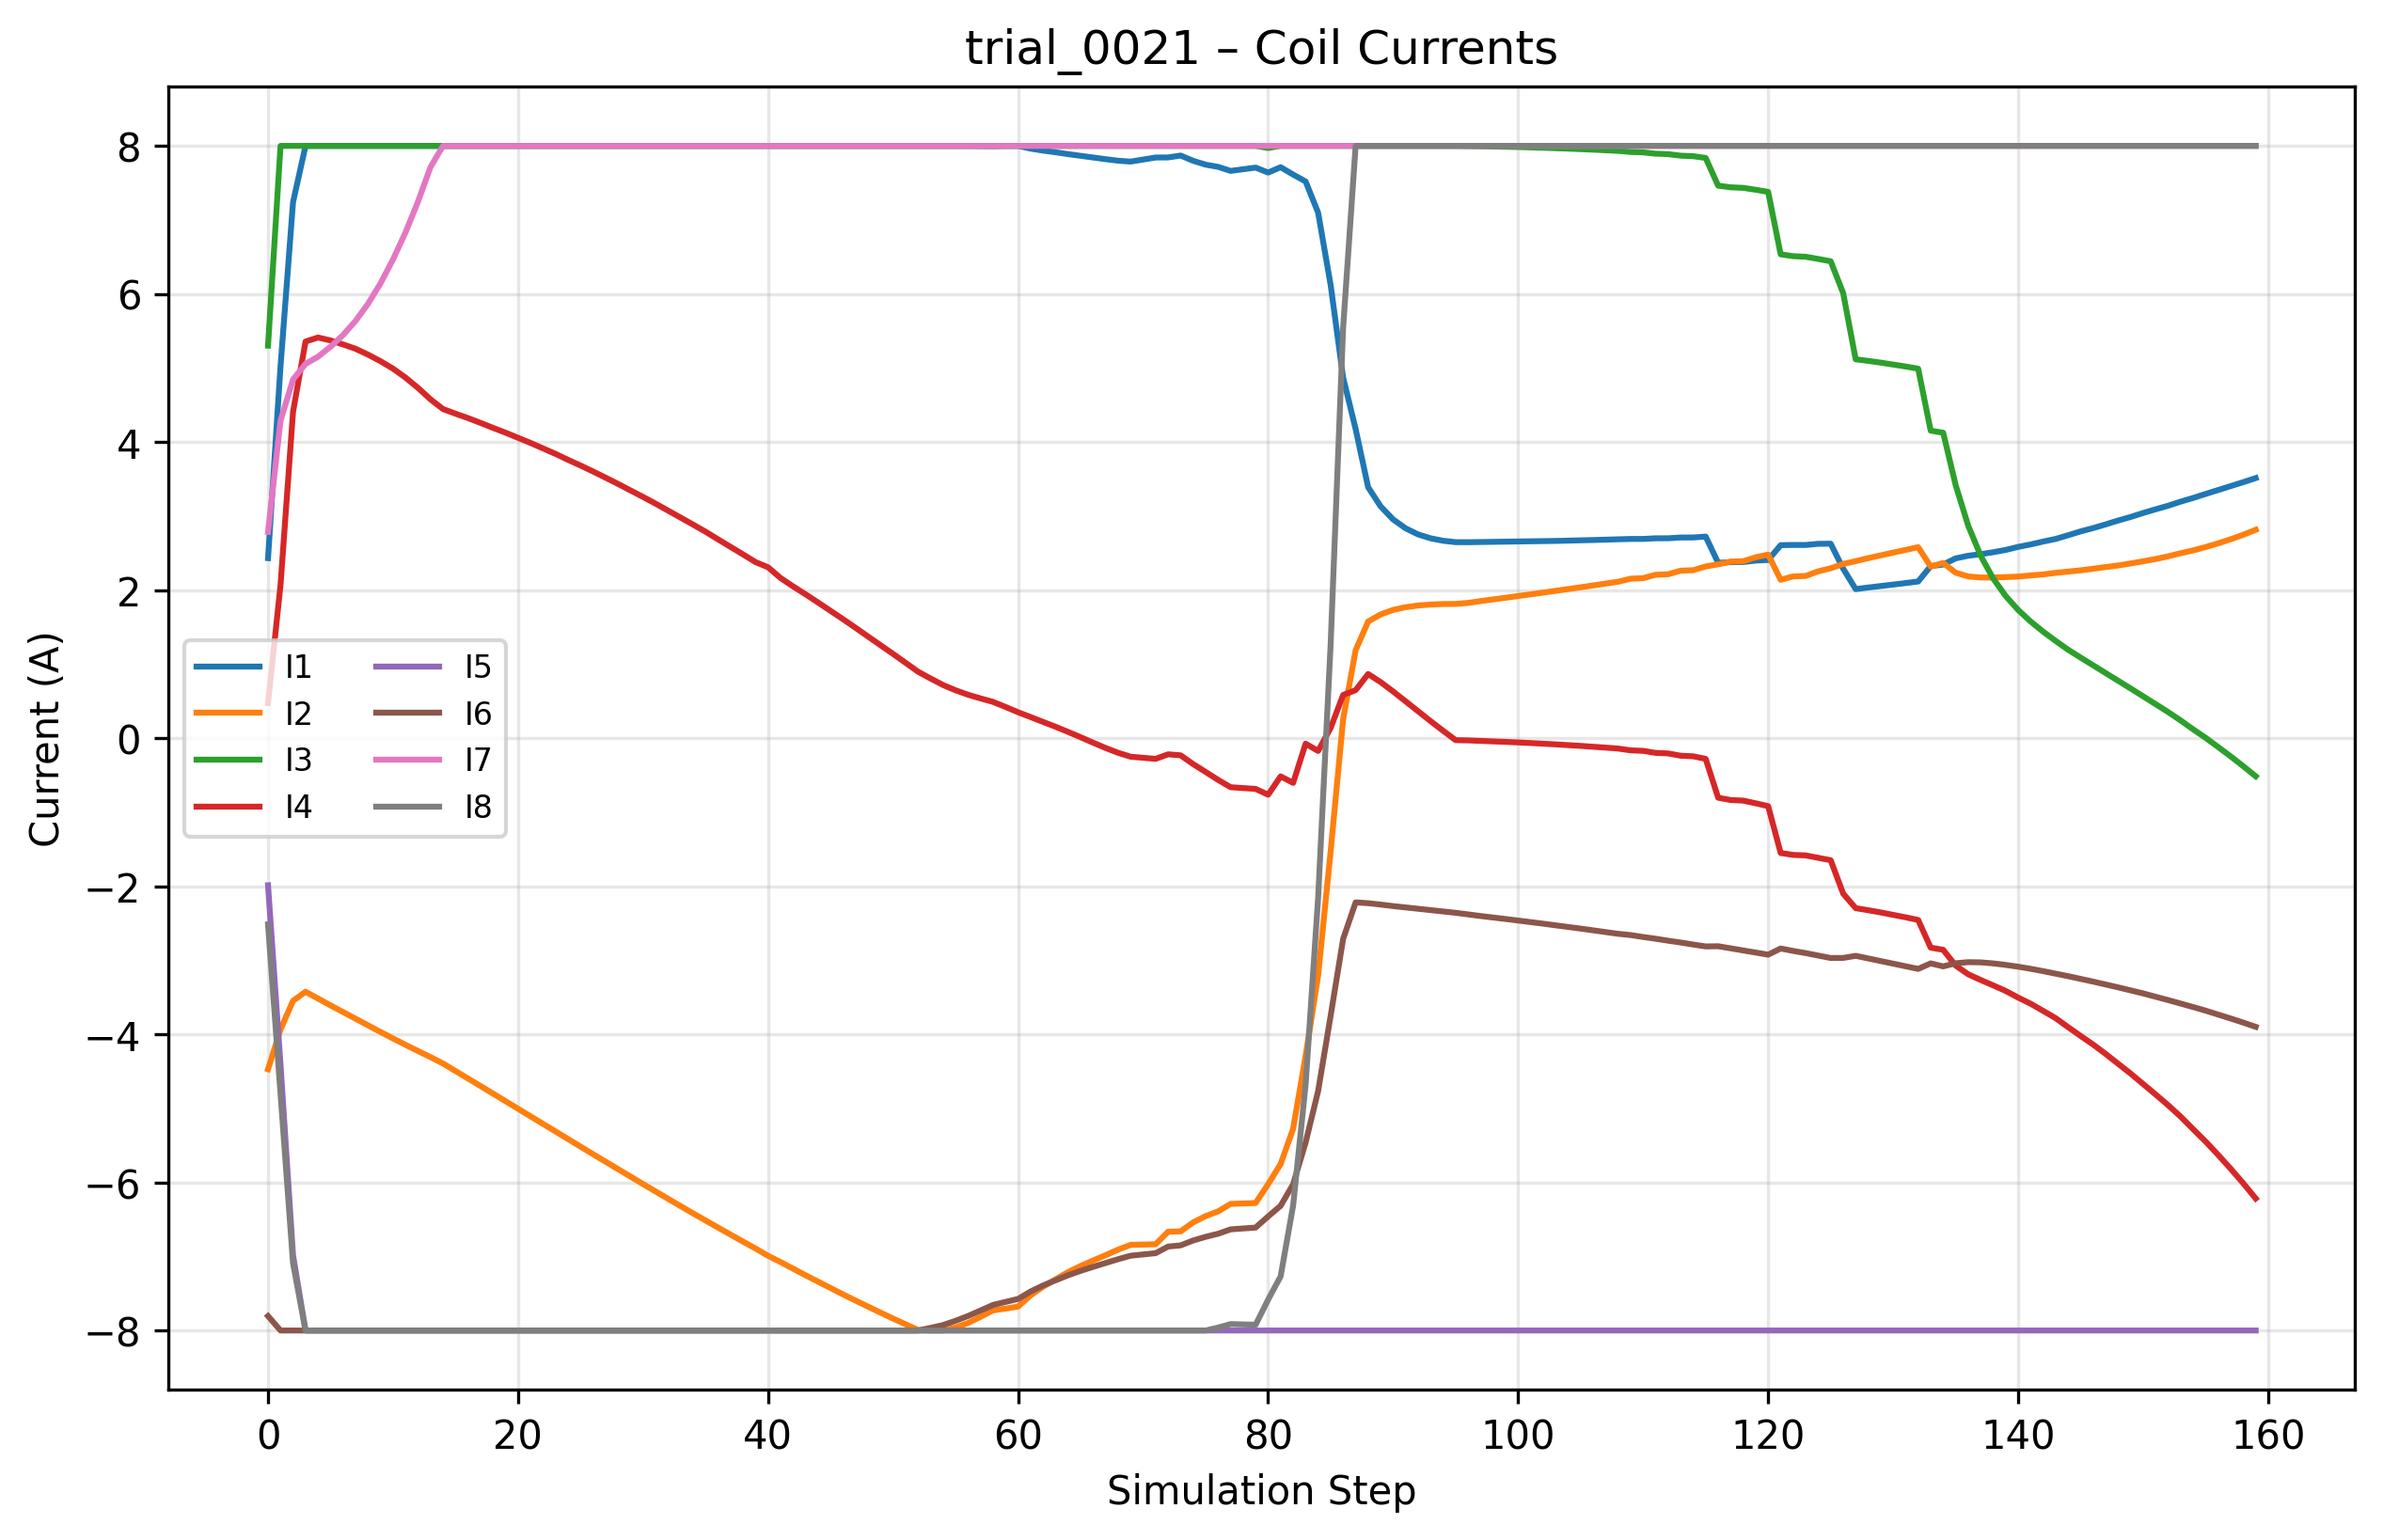 trial_0021 – Coil Currents
Current (A)
8
6
4
2
0
−2
−4
−6
−8
I1
I2
I3
I4
I5
I6
I7
I8
0 20 40 60 80 100 120 140 160
Simulation Step